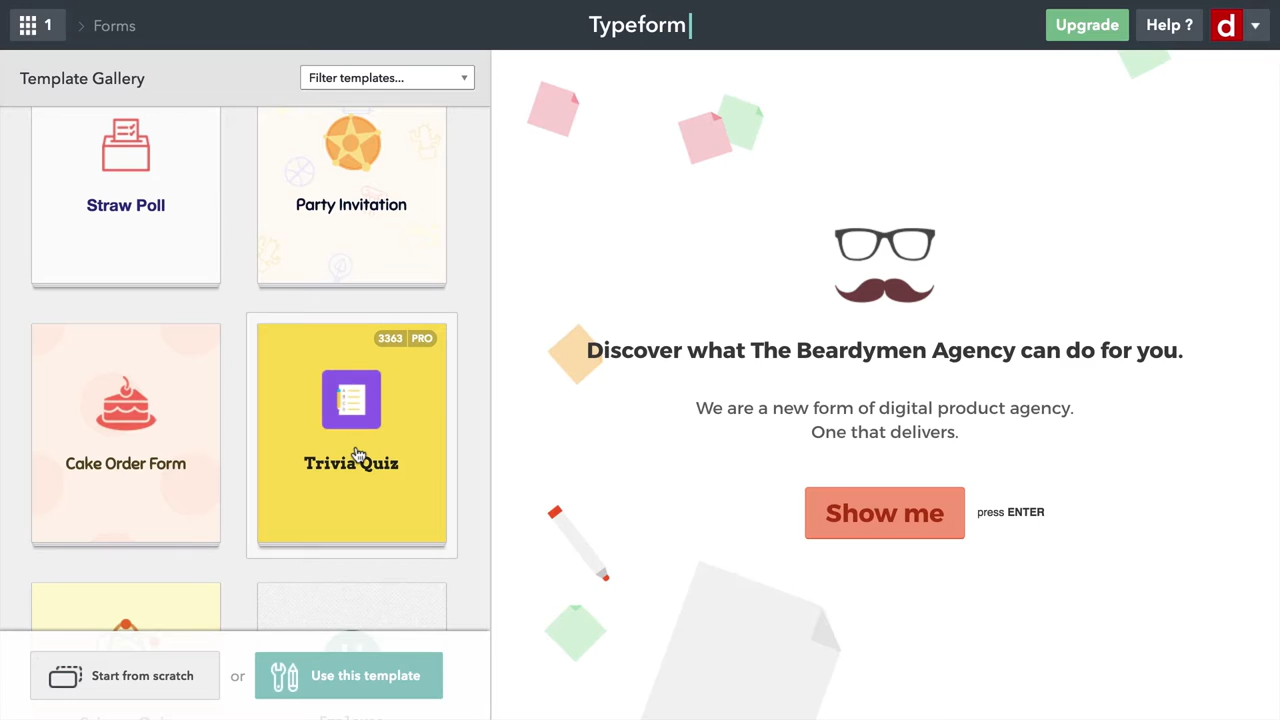 1
Forms
Typeform
Upgrade
Help ?
d
Template Gallery
Filter templates...
Straw Poll
Party Invitation
Cake Order Form
3363 PRO
Trivia Quiz
Start from scratch
or
Use this template
Discover what The Beardymen Agency can do for you.
We are a new form of digital product agency.
One that delivers.
Show me
press ENTER